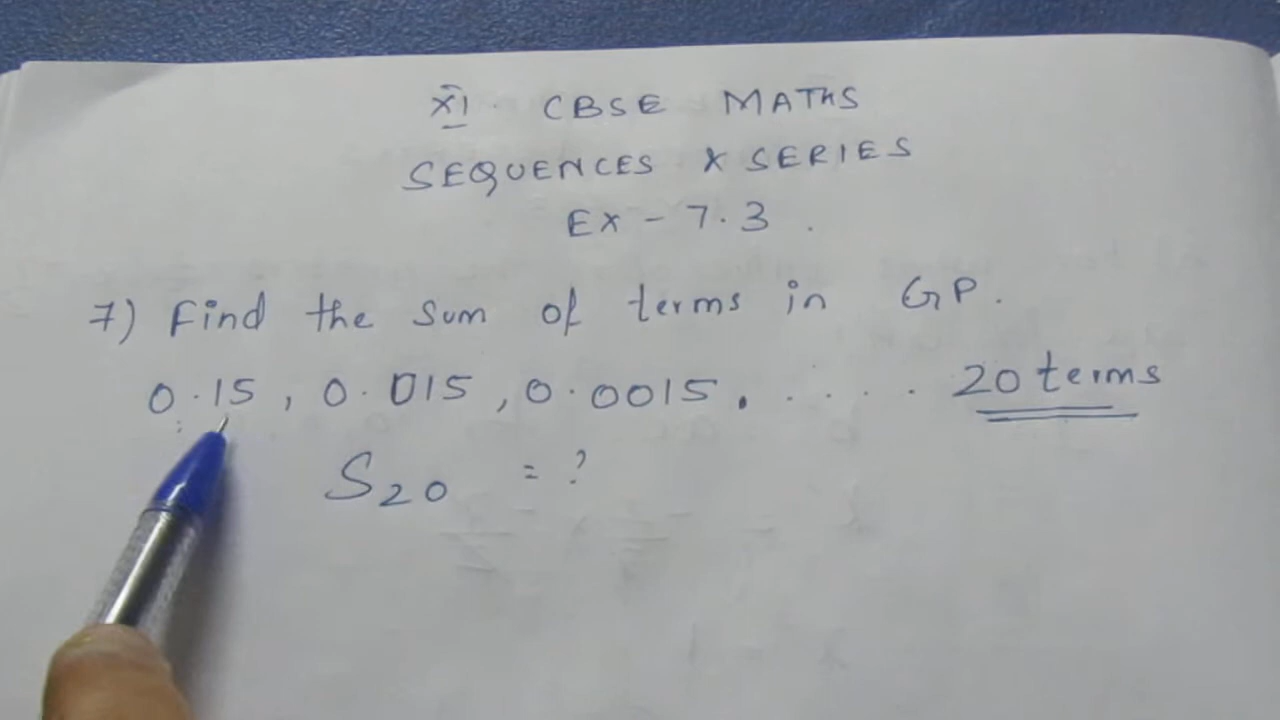 XI. CBSE MATHS
SEQUENCES & SERIES
EX - 7.3.
7) Find the sum of terms in GP.
0.15, 0.015, 0.0015. . . . . 20 terms
S20 = ?